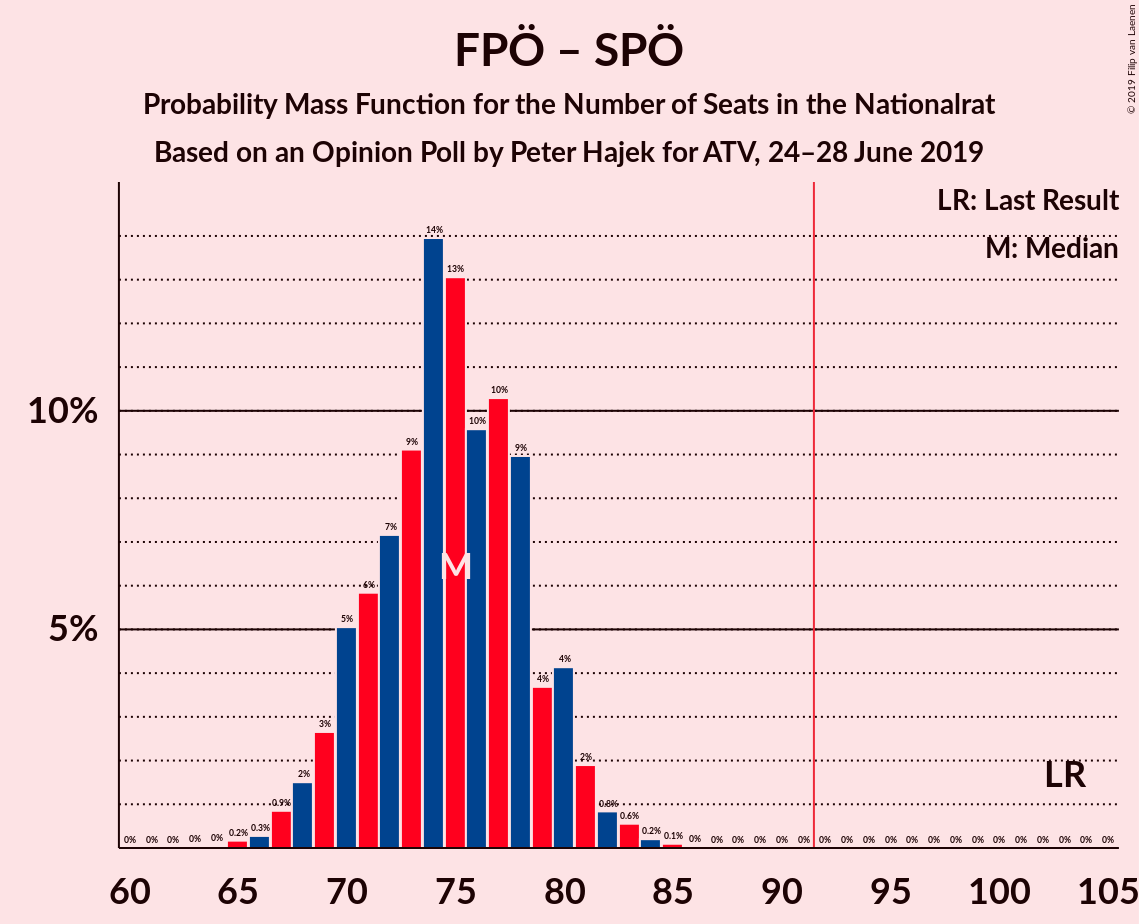 © 2019 Filip van Laenen
FPÖ – SPÖ
Probability Mass Function for the Number of Seats in the Nationalrat
Based on an Opinion Poll by Peter Hajek for ATV, 24–28 June 2019
LR: Last Result
M: Median
10%
5%
0% 0% 0% 0% 0% 0.2% 0.3% 0.9% 2% 3% 5% 6% 7% 9% 14% 13% 10% 10% 9% 4% 4% 2% 0.8% 0.6% 0.2% 0.1% 0% 0% 0% 0% 0% 0% 0% 0% 0% 0% 0% 0% 0% 0% 0% 0% 0% 0% 0% 0%
M
LR
60 65 70 75 80 85 90 95 100 105